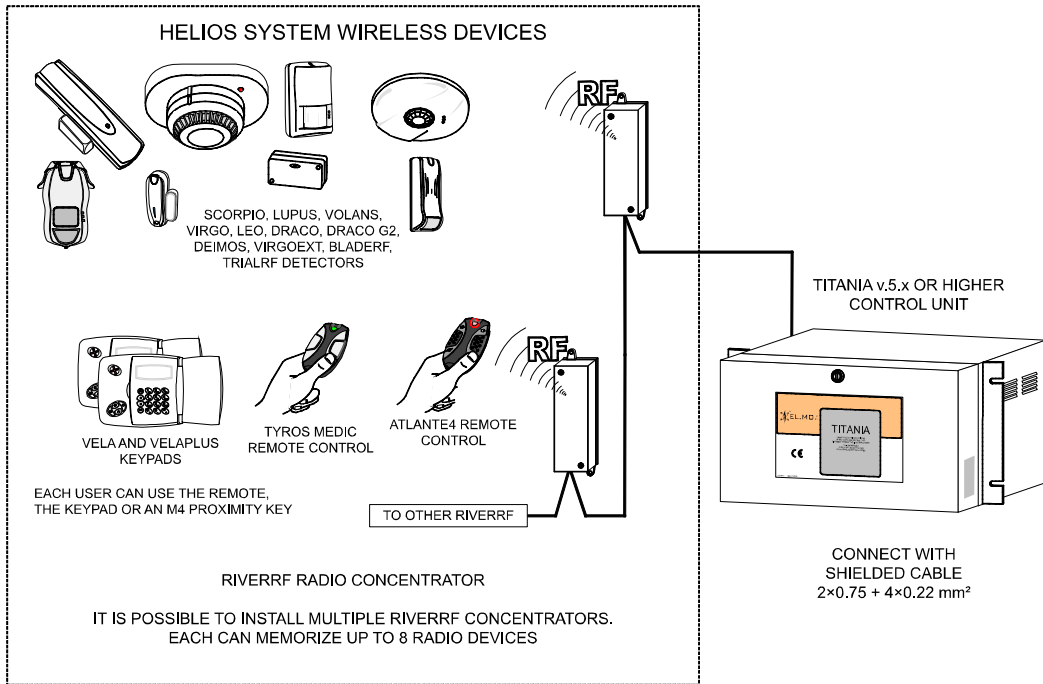 HELIOS SYSTEM WIRELESS DEVICES
RF
SCORPIO, LUPUS, VOLANS,
VIRGO, LEO, DRACO, DRACO G2,
DEIMOS, VIRGOEXT, BLADERF,
TRIALRF DETECTORS
TITANIA v.5.x OR HIGHER
CONTROL UNIT
RF
EL.MO.
TITANIA
CE
VELA AND VELAPLUS
KEYPADS
TYROS MEDIC
REMOTE CONTROL
ATLANTE4 REMOTE
CONTROL
EACH USER CAN USE THE REMOTE,
THE KEYPAD OR AN M4 PROXIMITY KEY
TO OTHER RIVERRF
CONNECT WITH
SHIELDED CABLE
2×0.75 + 4×0.22 mm²
RIVERRF RADIO CONCENTRATOR
IT IS POSSIBLE TO INSTALL MULTIPLE RIVERRF CONCENTRATORS.
EACH CAN MEMORIZE UP TO 8 RADIO DEVICES